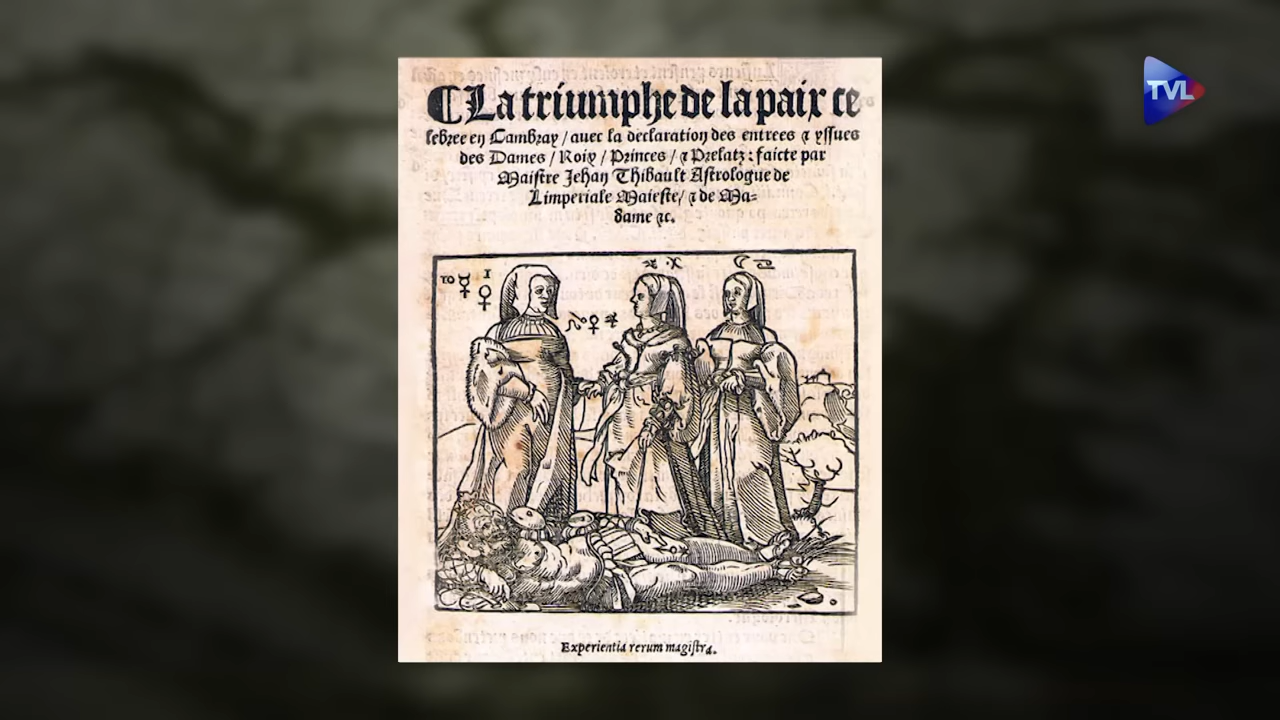 TVL
La triumphe de la paix ce
lebree en Cambray / auec la declaration des entrees & yssues
des Dames / Roix / Princes / & Prelatz : faicte par
Maistre Jehan Thibault Astrologue de
Limperiale Maieste / & de Ma-
dame &c.
Experientia rerum magistra.